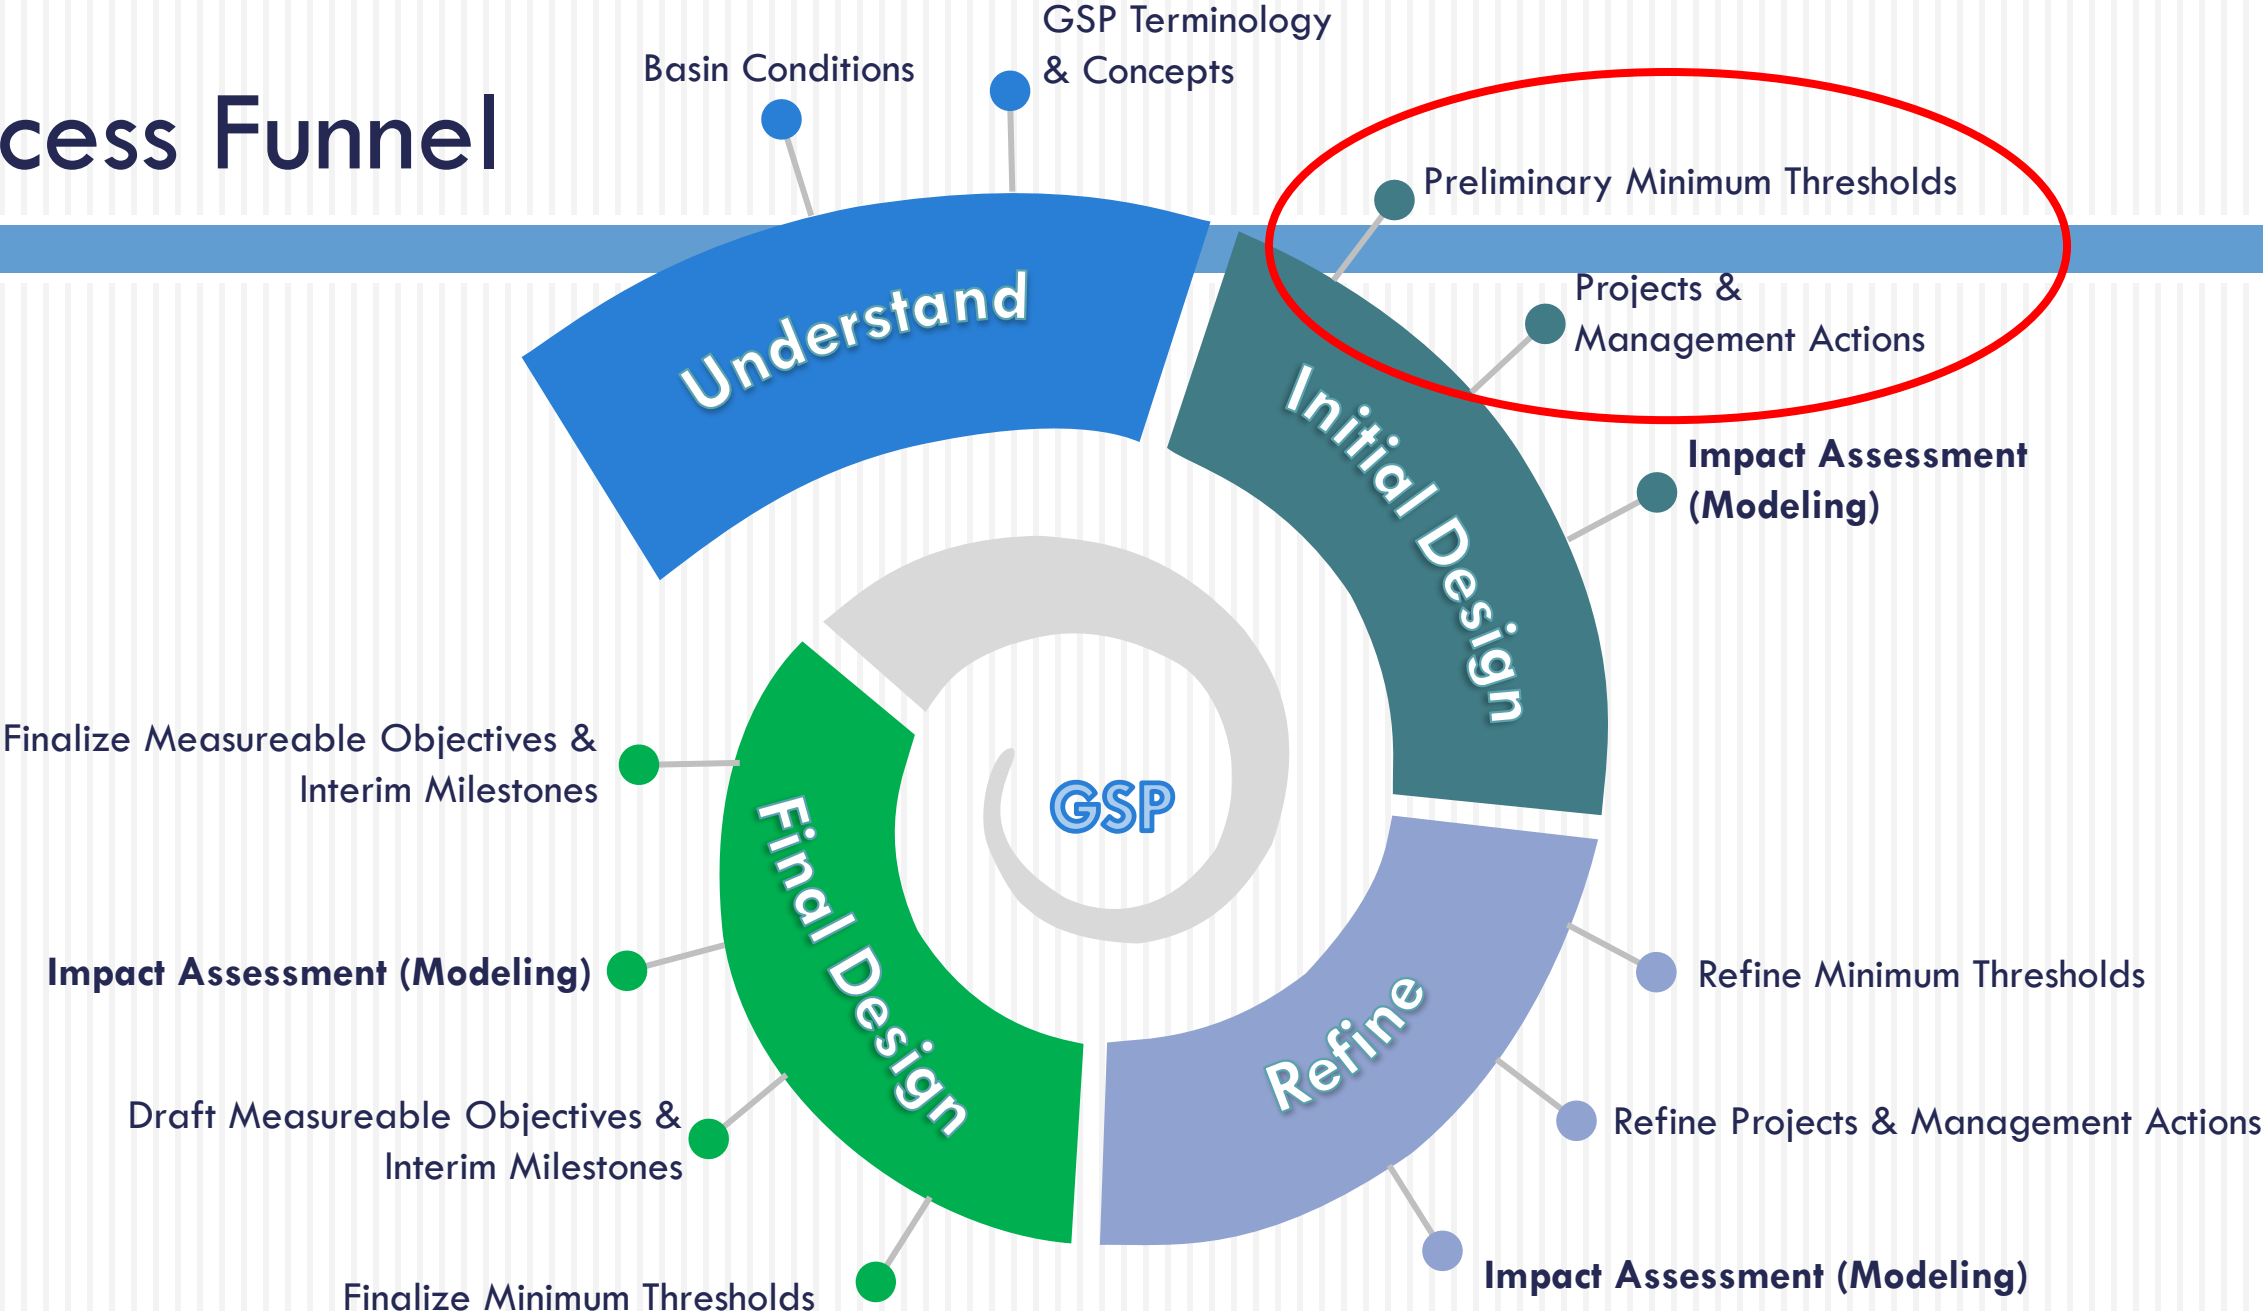 cess Funnel
Basin Conditions
GSP Terminology
& Concepts
Preliminary Minimum Thresholds
Projects &
Management Actions
Impact Assessment
(Modeling)
Understand
Initial Design
Refine
Final Design
GSP
Refine Minimum Thresholds
Refine Projects & Management Actions
Impact Assessment (Modeling)
Finalize Minimum Thresholds
Draft Measureable Objectives &
Interim Milestones
Impact Assessment (Modeling)
Finalize Measureable Objectives &
Interim Milestones